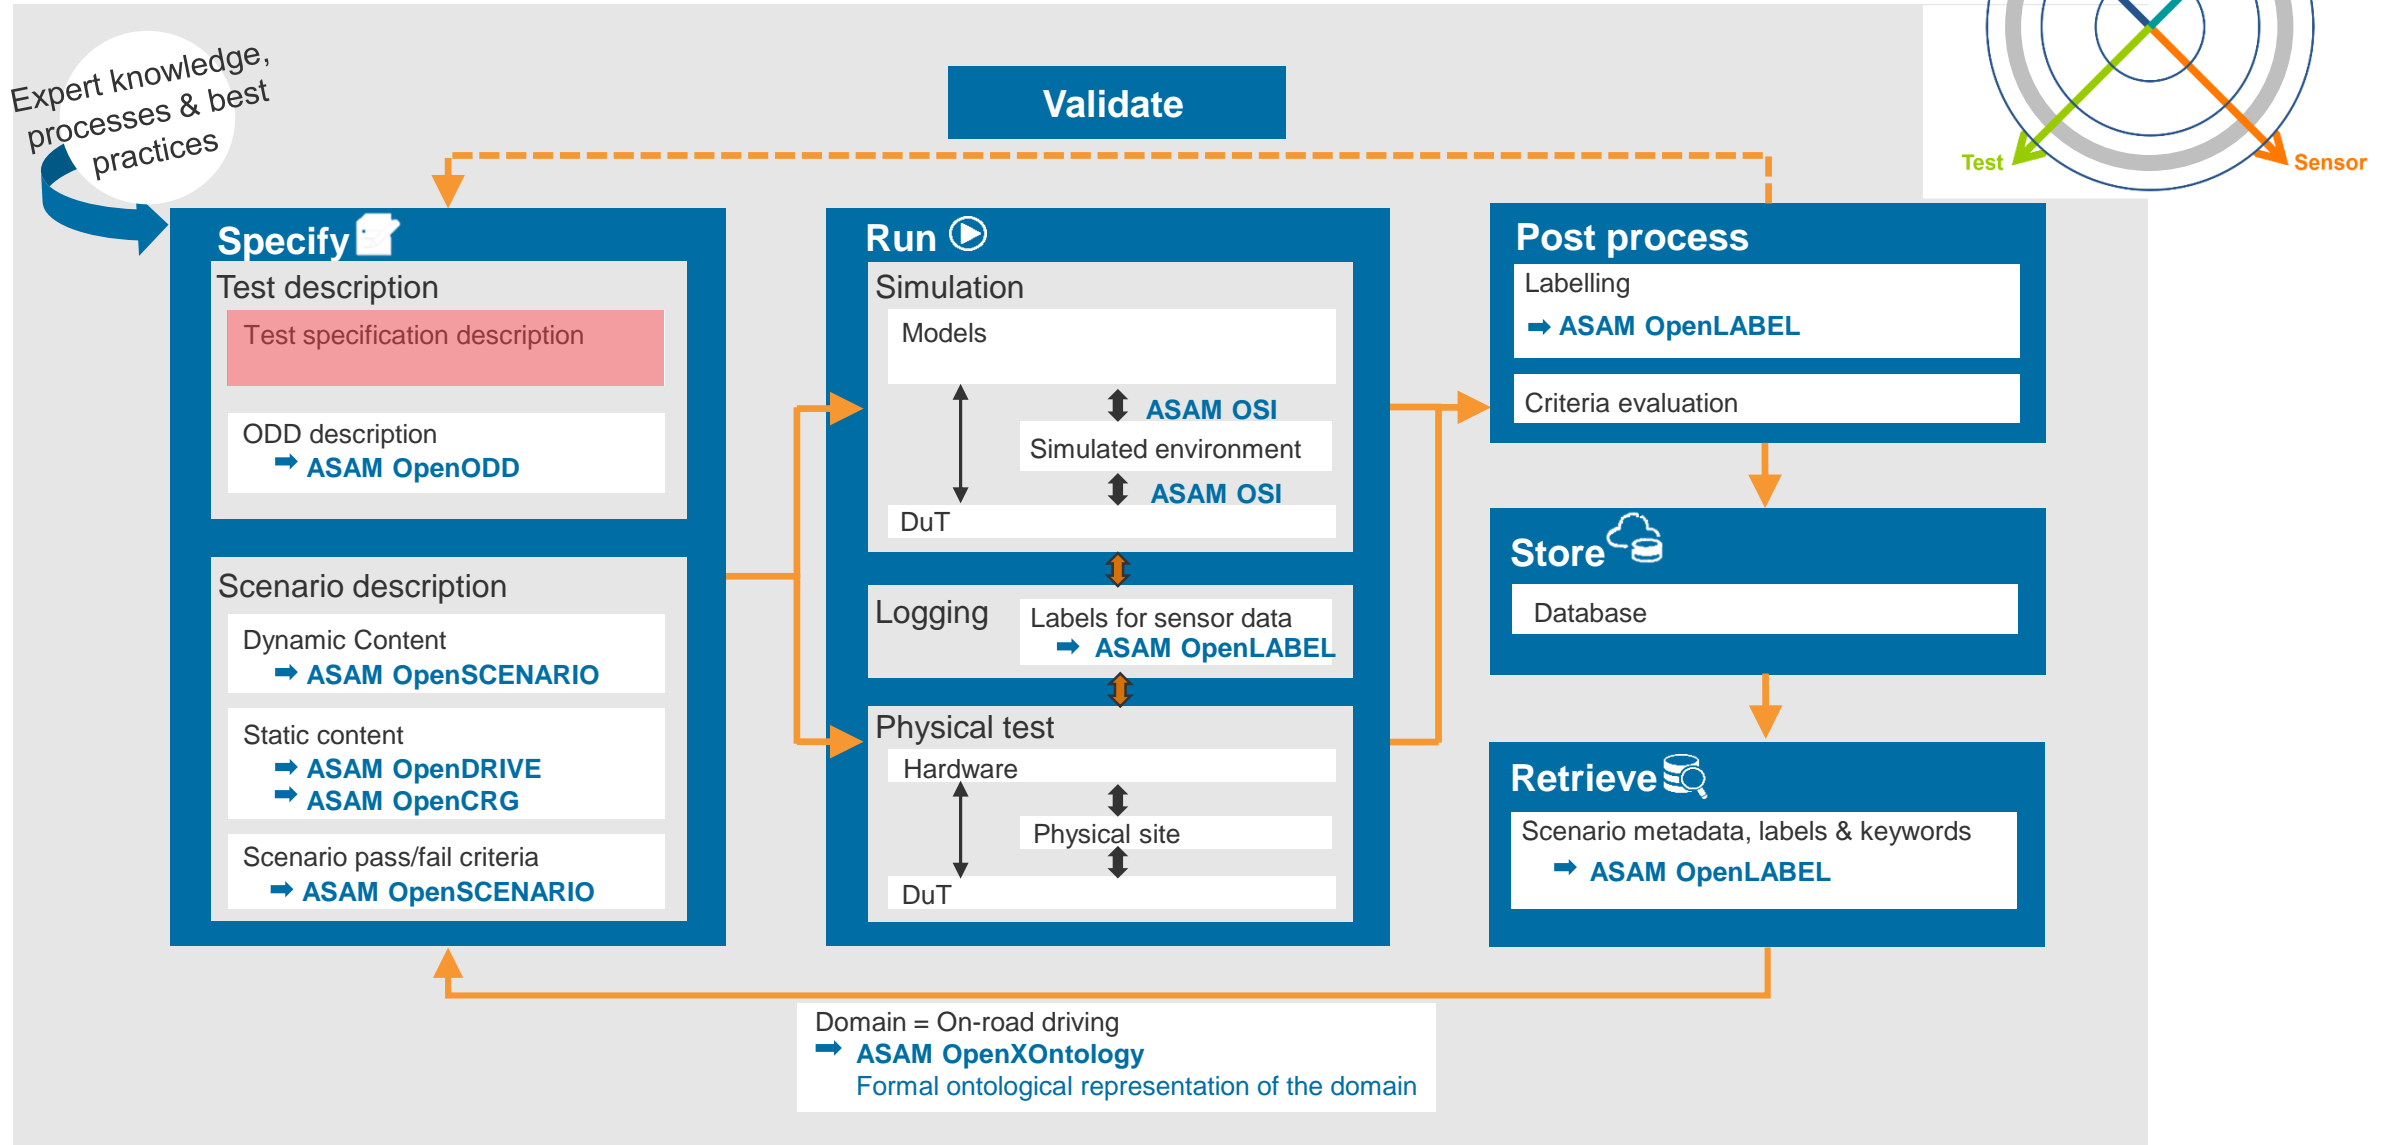 Expert knowledge,
processes & best
practices
Validate
Test
Sensor
Specify
Test description
Test specification description
ODD description
ASAM OpenODD
Scenario description
Dynamic Content
ASAM OpenSCENARIO
Static content
ASAM OpenDRIVE
ASAM OpenCRG
Scenario pass/fail criteria
ASAM OpenSCENARIO
Run
Simulation
Models
ASAM OSI
Simulated environment
ASAM OSI
DuT
Logging
Labels for sensor data
ASAM OpenLABEL
Physical test
Hardware
Physical site
DuT
Post process
Labelling
ASAM OpenLABEL
Criteria evaluation
Store
Database
Retrieve
Scenario metadata, labels & keywords
ASAM OpenLABEL
Domain = On-road driving
ASAM OpenXOntology
Formal ontological representation of the domain